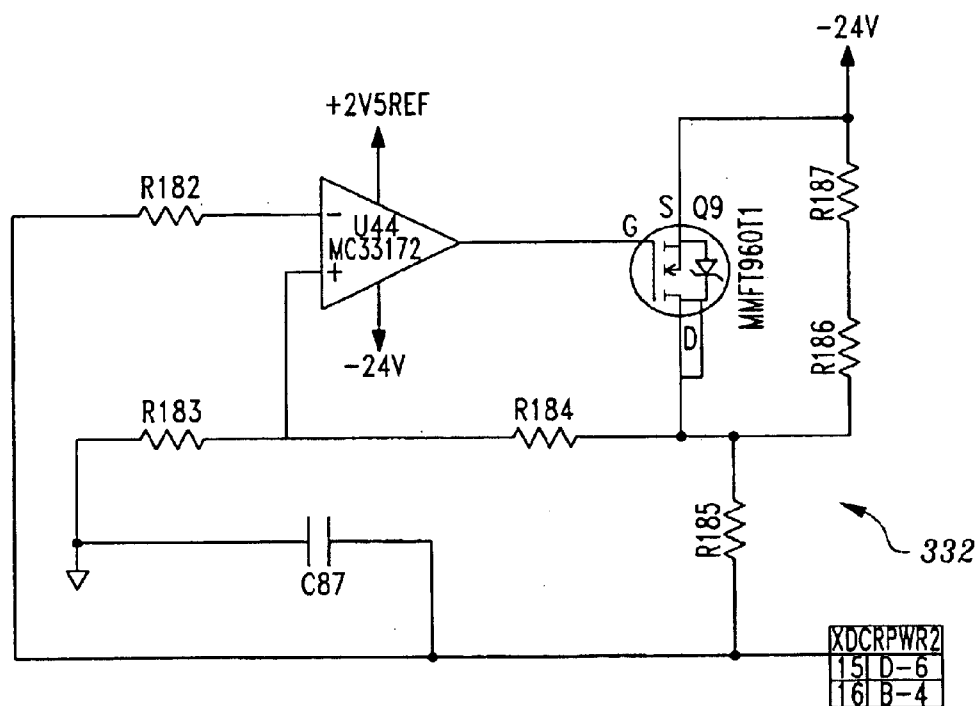 -24V
+2V5REF
R182
-
U44
MC33172
+
-24V
G
S
Q9
D
MMFT960T1
R187
R186
R183
R184
R185
C87
332
XDCRPWR2
15 D-6
16 B-4